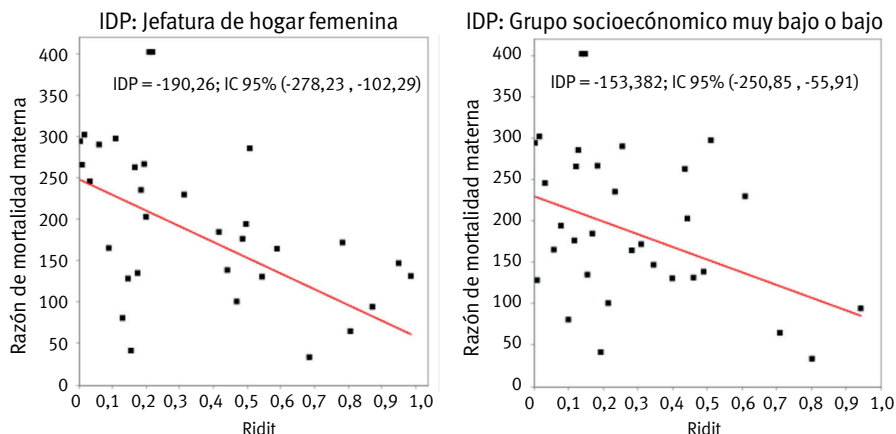 IDP: Jefatura de hogar femenina
IDP = -190,26; IC 95% (-278,23 , -102,29)
Razón de mortalidad materna
400
350
300
250
200
150
100
50
0
0 0,1 0,2 0,3 0,4 0,5 0,6 0,7 0,8 0,9 1,0
Ridit
IDP: Grupo socioecónomico muy bajo o bajo
IDP = -153,382; IC 95% (-250,85 , -55,91)
Razón de mortalidad materna
400
350
300
250
200
150
100
50
0
0 0,1 0,2 0,3 0,4 0,5 0,6 0,7 0,8 0,9 1,0
Ridit